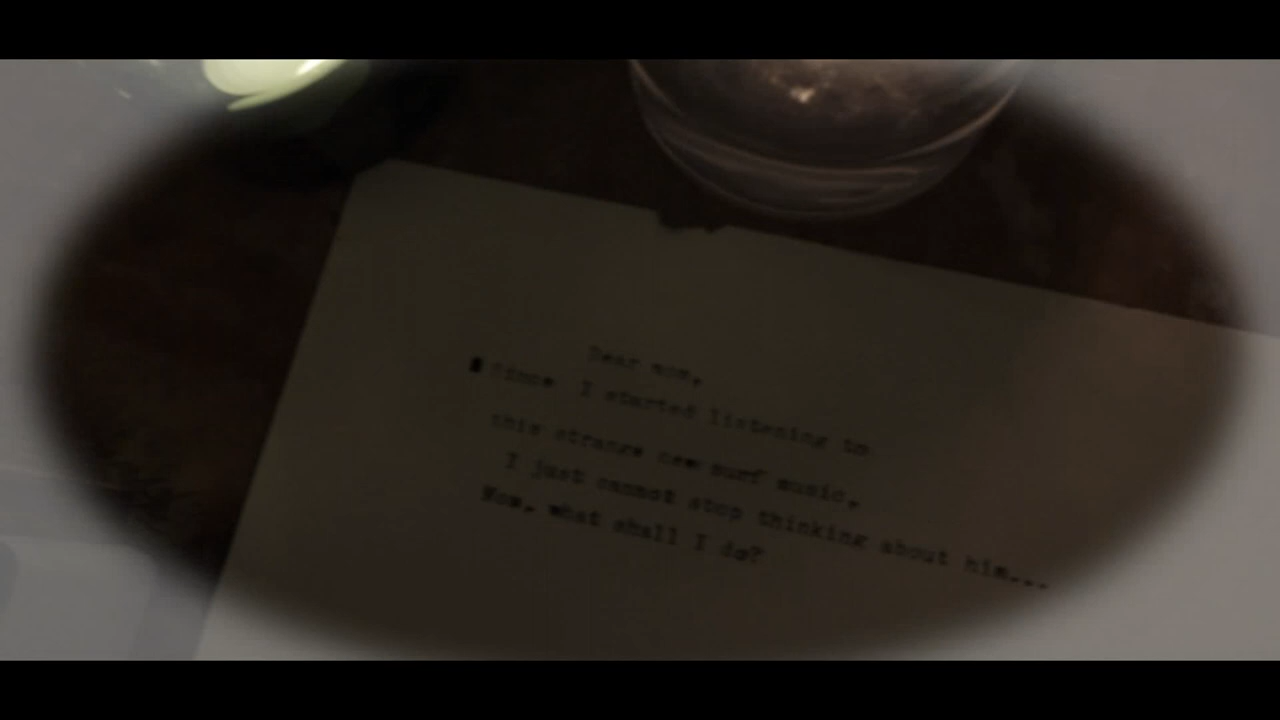 Dear mom,
Since I started listening to
this strange new surf music,
I just cannot stop thinking about him...
Mom, what shall I do?